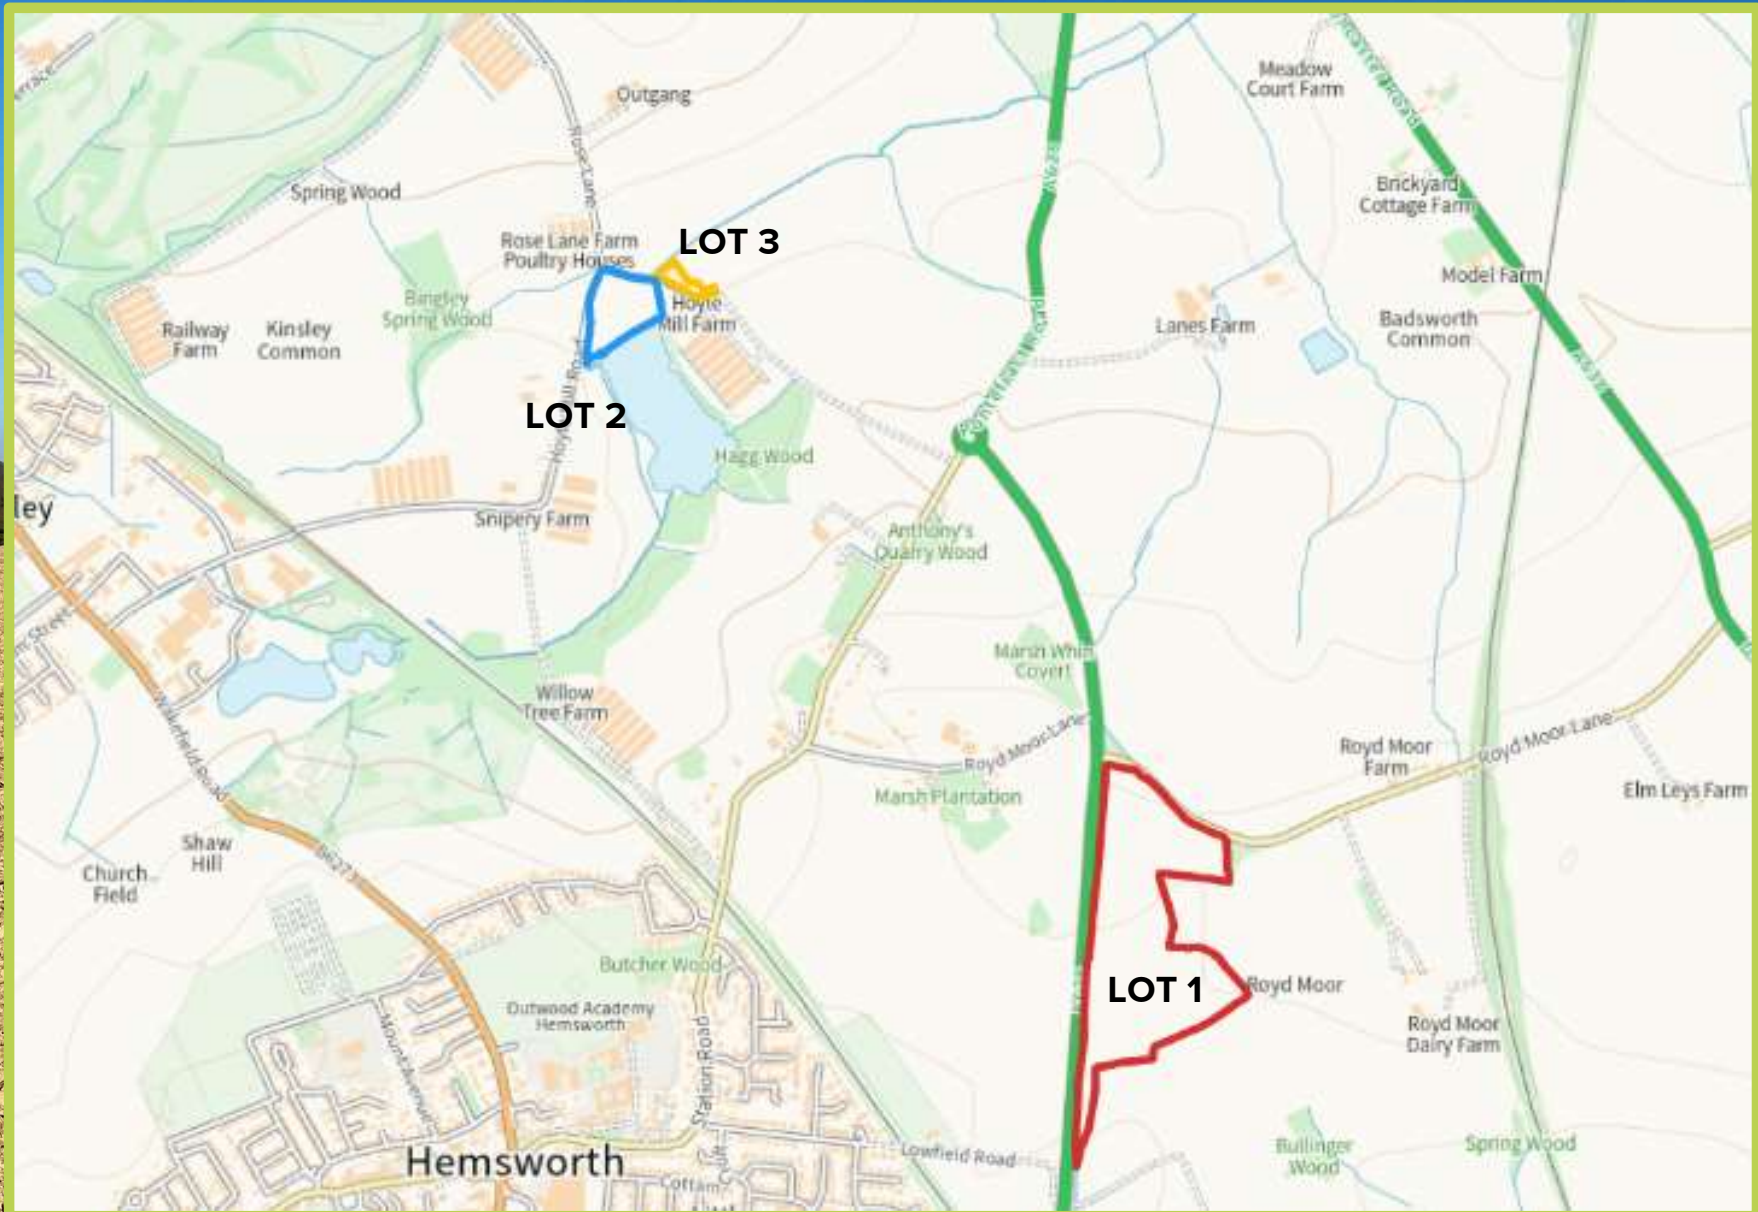 Outgang
Meadow
Court Farm
Rose Lane
Spring Wood
Brickyard
Cottage Farm
Rose Lane Farm
Poultry Houses
LOT 3
Model Farm
Bingley
Spring Wood
Hoyle
Mill Farm
Railway
Farm
Kinsley
Common
Lanes Farm
Badsworth
Common
LOT 2
Hagg Wood
ley
Snipery Farm
Anthony's
Quarry Wood
Marsh Whin
Covert
Willow
Tree Farm
Wakefield Road
Royd Moor Lane
Royd Moor Lane
Royd Moor
Farm
Elm Leys Farm
Marsh Plantation
Shaw
Hill
B6273
Church
Field
Butcher Wood
LOT 1
Royd Moor
Outwood Academy
Hemsworth
Royd Moor
Dairy Farm
Mount Avenue
Station Road
Hemsworth
Lowfield Road
Bullinger
Wood
Spring Wood